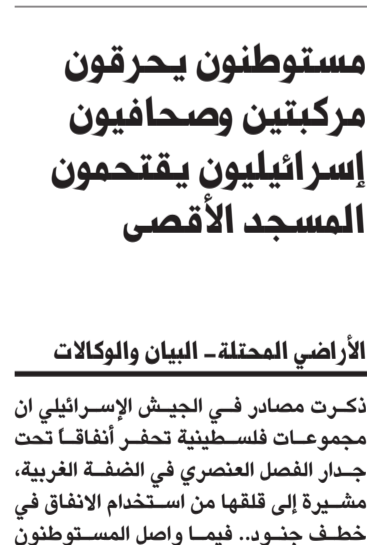 مستوطنون يحرقون
مركبتين وصحافيون
إسرائيليون يقتحمون
المسجد الأقصى
الأراضي المحتلة- البيان والوكالات
ذكرت مصادر في الجيش الإسرائيلي ان
مجموعات فلسطينية تحفر أنفاقاً تحت
جدار الفصل العنصري في الضفة الغربية،
مشيرة إلى قلقها من استخدام الانفاق في
خطف جنود.. فيما واصل المستوطنون